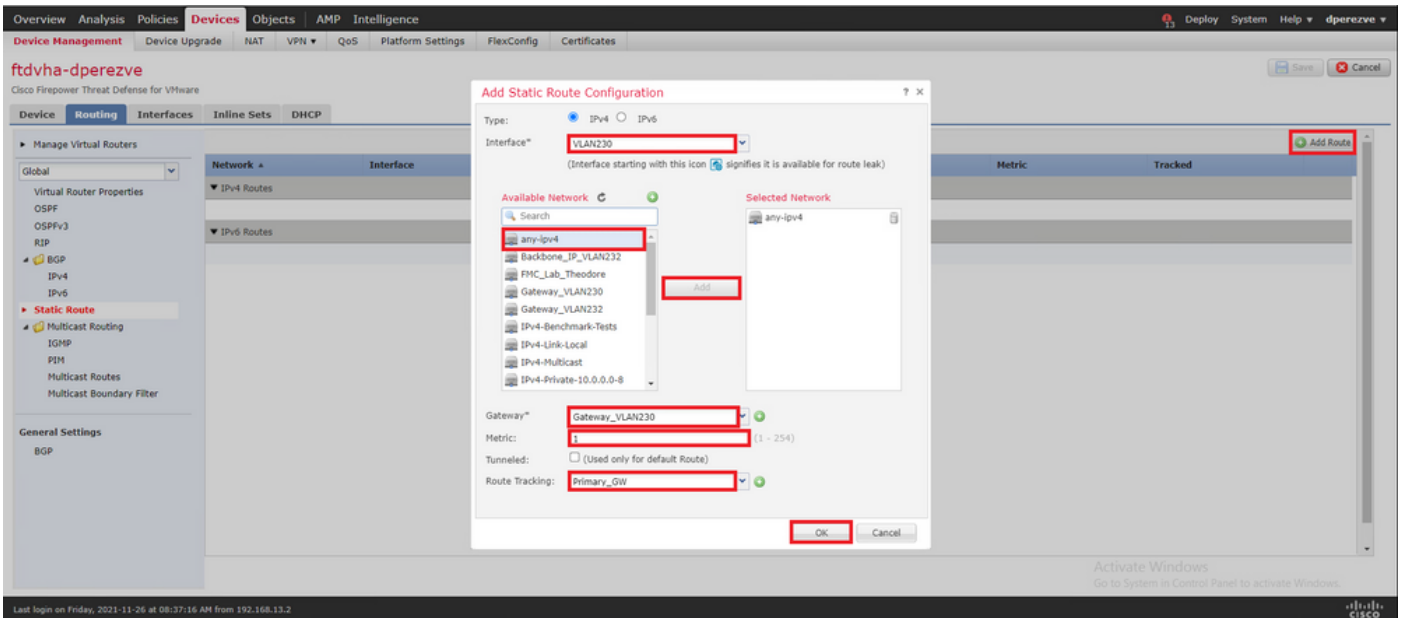 Overview Analysis Policies Devices Objects AMP Intelligence 13 Deploy System Help dperezve
Device Management Device Upgrade NAT VPN QoS Platform Settings FlexConfig Certificates
ftdvha-dperezve
Save Cancel
Cisco Firepower Threat Defense for VMware
Device Routing Interfaces Inline Sets DHCP
Manage Virtual Routers
Add Route
Global
Network Interface Metric Tracked
Virtual Router Properties
IPv4 Routes
OSPF
OSPFv3
IPv6 Routes
RIP
BGP
IPv4
IPv6
Static Route
Multicast Routing
IGMP
PIM
Multicast Routes
Multicast Boundary Filter
General Settings
BGP
Add Static Route Configuration ? ×
Type: IPv4 IPv6
Interface* VLAN230
(Interface starting with this icon signifies it is available for route leak)
Available Network
Selected Network
Search
any-ipv4
any-ipv4
Backbone_IP_VLAN232
FMC_Lab_Theodore
Gateway_VLAN230
Gateway_VLAN232
IPv4-Benchmark-Tests
IPv4-Link-Local
IPv4-Multicast
IPv4-Private-10.0.0.0-8
Add
Gateway* Gateway_VLAN230
Metric: 1 (1 - 254)
Tunneled: (Used only for default Route)
Route Tracking: Primary_GW
OK Cancel
Activate Windows
Go to System in Control Panel to activate Windows.
Last login on Friday, 2021-11-26 at 08:37:16 AM from 192.168.13.2
cisco